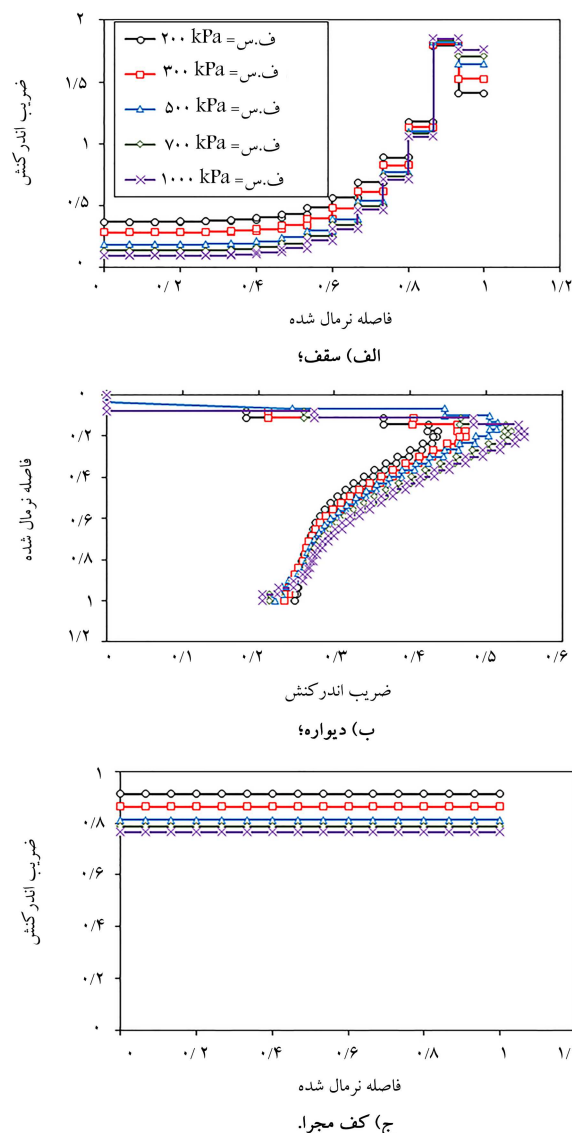 ۲
۱/۵
۱
۰/۵
۰
ضریب اندرکنش
ف.س= ۲۰۰ kPa
ف.س= ۳۰۰ kPa
ف.س= ۵۰۰ kPa
ف.س= ۷۰۰ kPa
ف.س= ۱۰۰۰ kPa
۰ ۰/۲ ۰/۴ ۰/۶ ۰/۸ ۱ ۱/۲
فاصله نرمال شده
الف) سقف؛
۰
۰/۲
۰/۴
۰/۶
۰/۸
۱
۱/۲
فاصله نرمال شده
۰ ۰/۱ ۰/۲ ۰/۳ ۰/۴ ۰/۵ ۰/۶
ضریب اندرکنش
ب) دیواره؛
۱
۰/۸
۰/۶
۰/۴
۰/۲
۰
ضریب اندرکنش
۰ ۰/۲ ۰/۴ ۰/۶ ۰/۸ ۱ ۱/
فاصله نرمال شده
ج) کف مجرا.